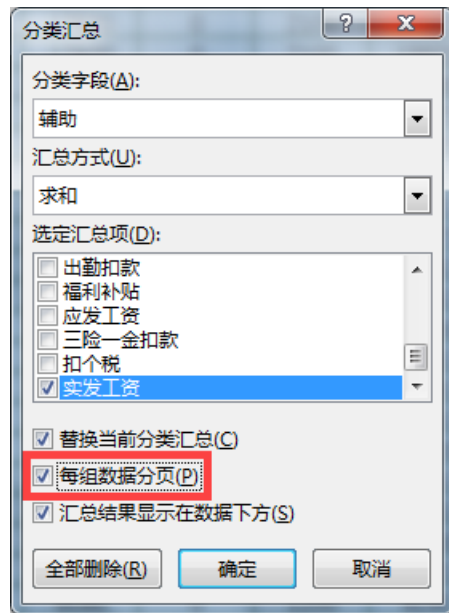 分类汇总
分类字段(A):
辅助
汇总方式(U):
求和
选定汇总项(D):
出勤扣款
福利补贴
应发工资
三险一金扣款
扣个税
实发工资
替换当前分类汇总(C)
每组数据分页(P)
汇总结果显示在数据下方(S)
全部删除(R) 确定 取消